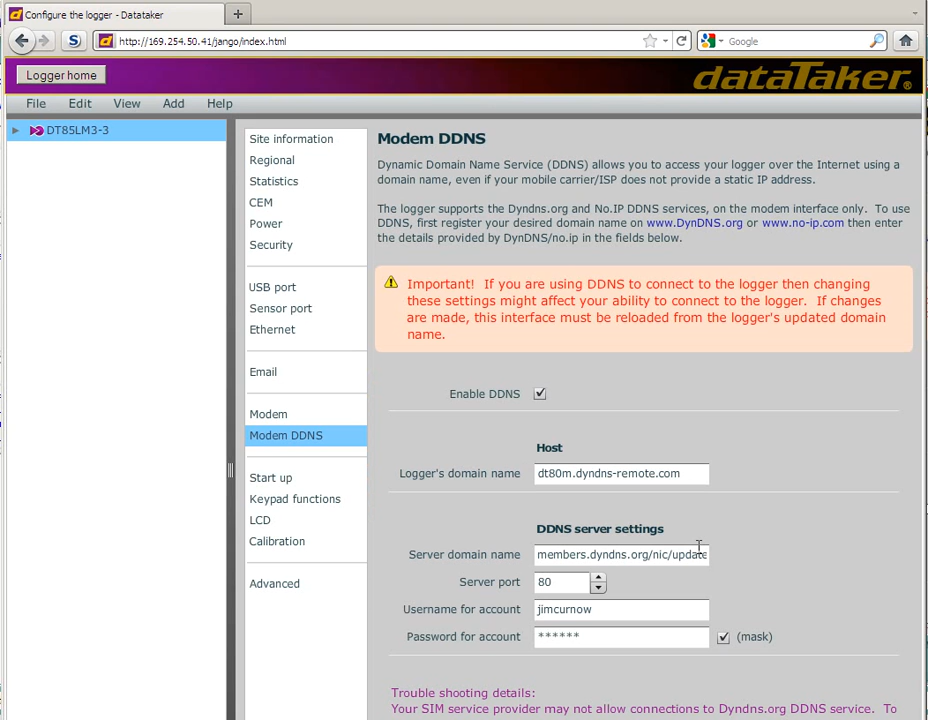 Configure the logger - Datataker
http://169.254.50.41/jango/index.html
Google
Logger home
dataTaker®
File Edit View Add Help
DT85LM3-3
Site information
Regional
Statistics
CEM
Power
Security
USB port
Sensor port
Ethernet
Email
Modem
Modem DDNS
Start up
Keypad functions
LCD
Calibration
Advanced
Modem DDNS
Dynamic Domain Name Service (DDNS) allows you to access your logger over the Internet using a
domain name, even if your mobile carrier/ISP does not provide a static IP address.
The logger supports the Dyndns.org and No.IP DDNS services, on the modem interface only. To use
DDNS, first register your desired domain name on www.DynDNS.org or www.no-ip.com then enter
the details provided by DynDNS/no.ip in the fields below.
Important! If you are using DDNS to connect to the logger then changing
these settings might affect your ability to connect to the logger. If changes
are made, this interface must be reloaded from the logger's updated domain
name.
Enable DDNS
Host
Logger's domain name dt80m.dyndns-remote.com
DDNS server settings
Server domain name members.dyndns.org/nic/update
Server port 80
Username for account jimcurnow
Password for account ****** (mask)
Trouble shooting details:
Your SIM service provider may not allow connections to Dyndns.org DDNS service. To